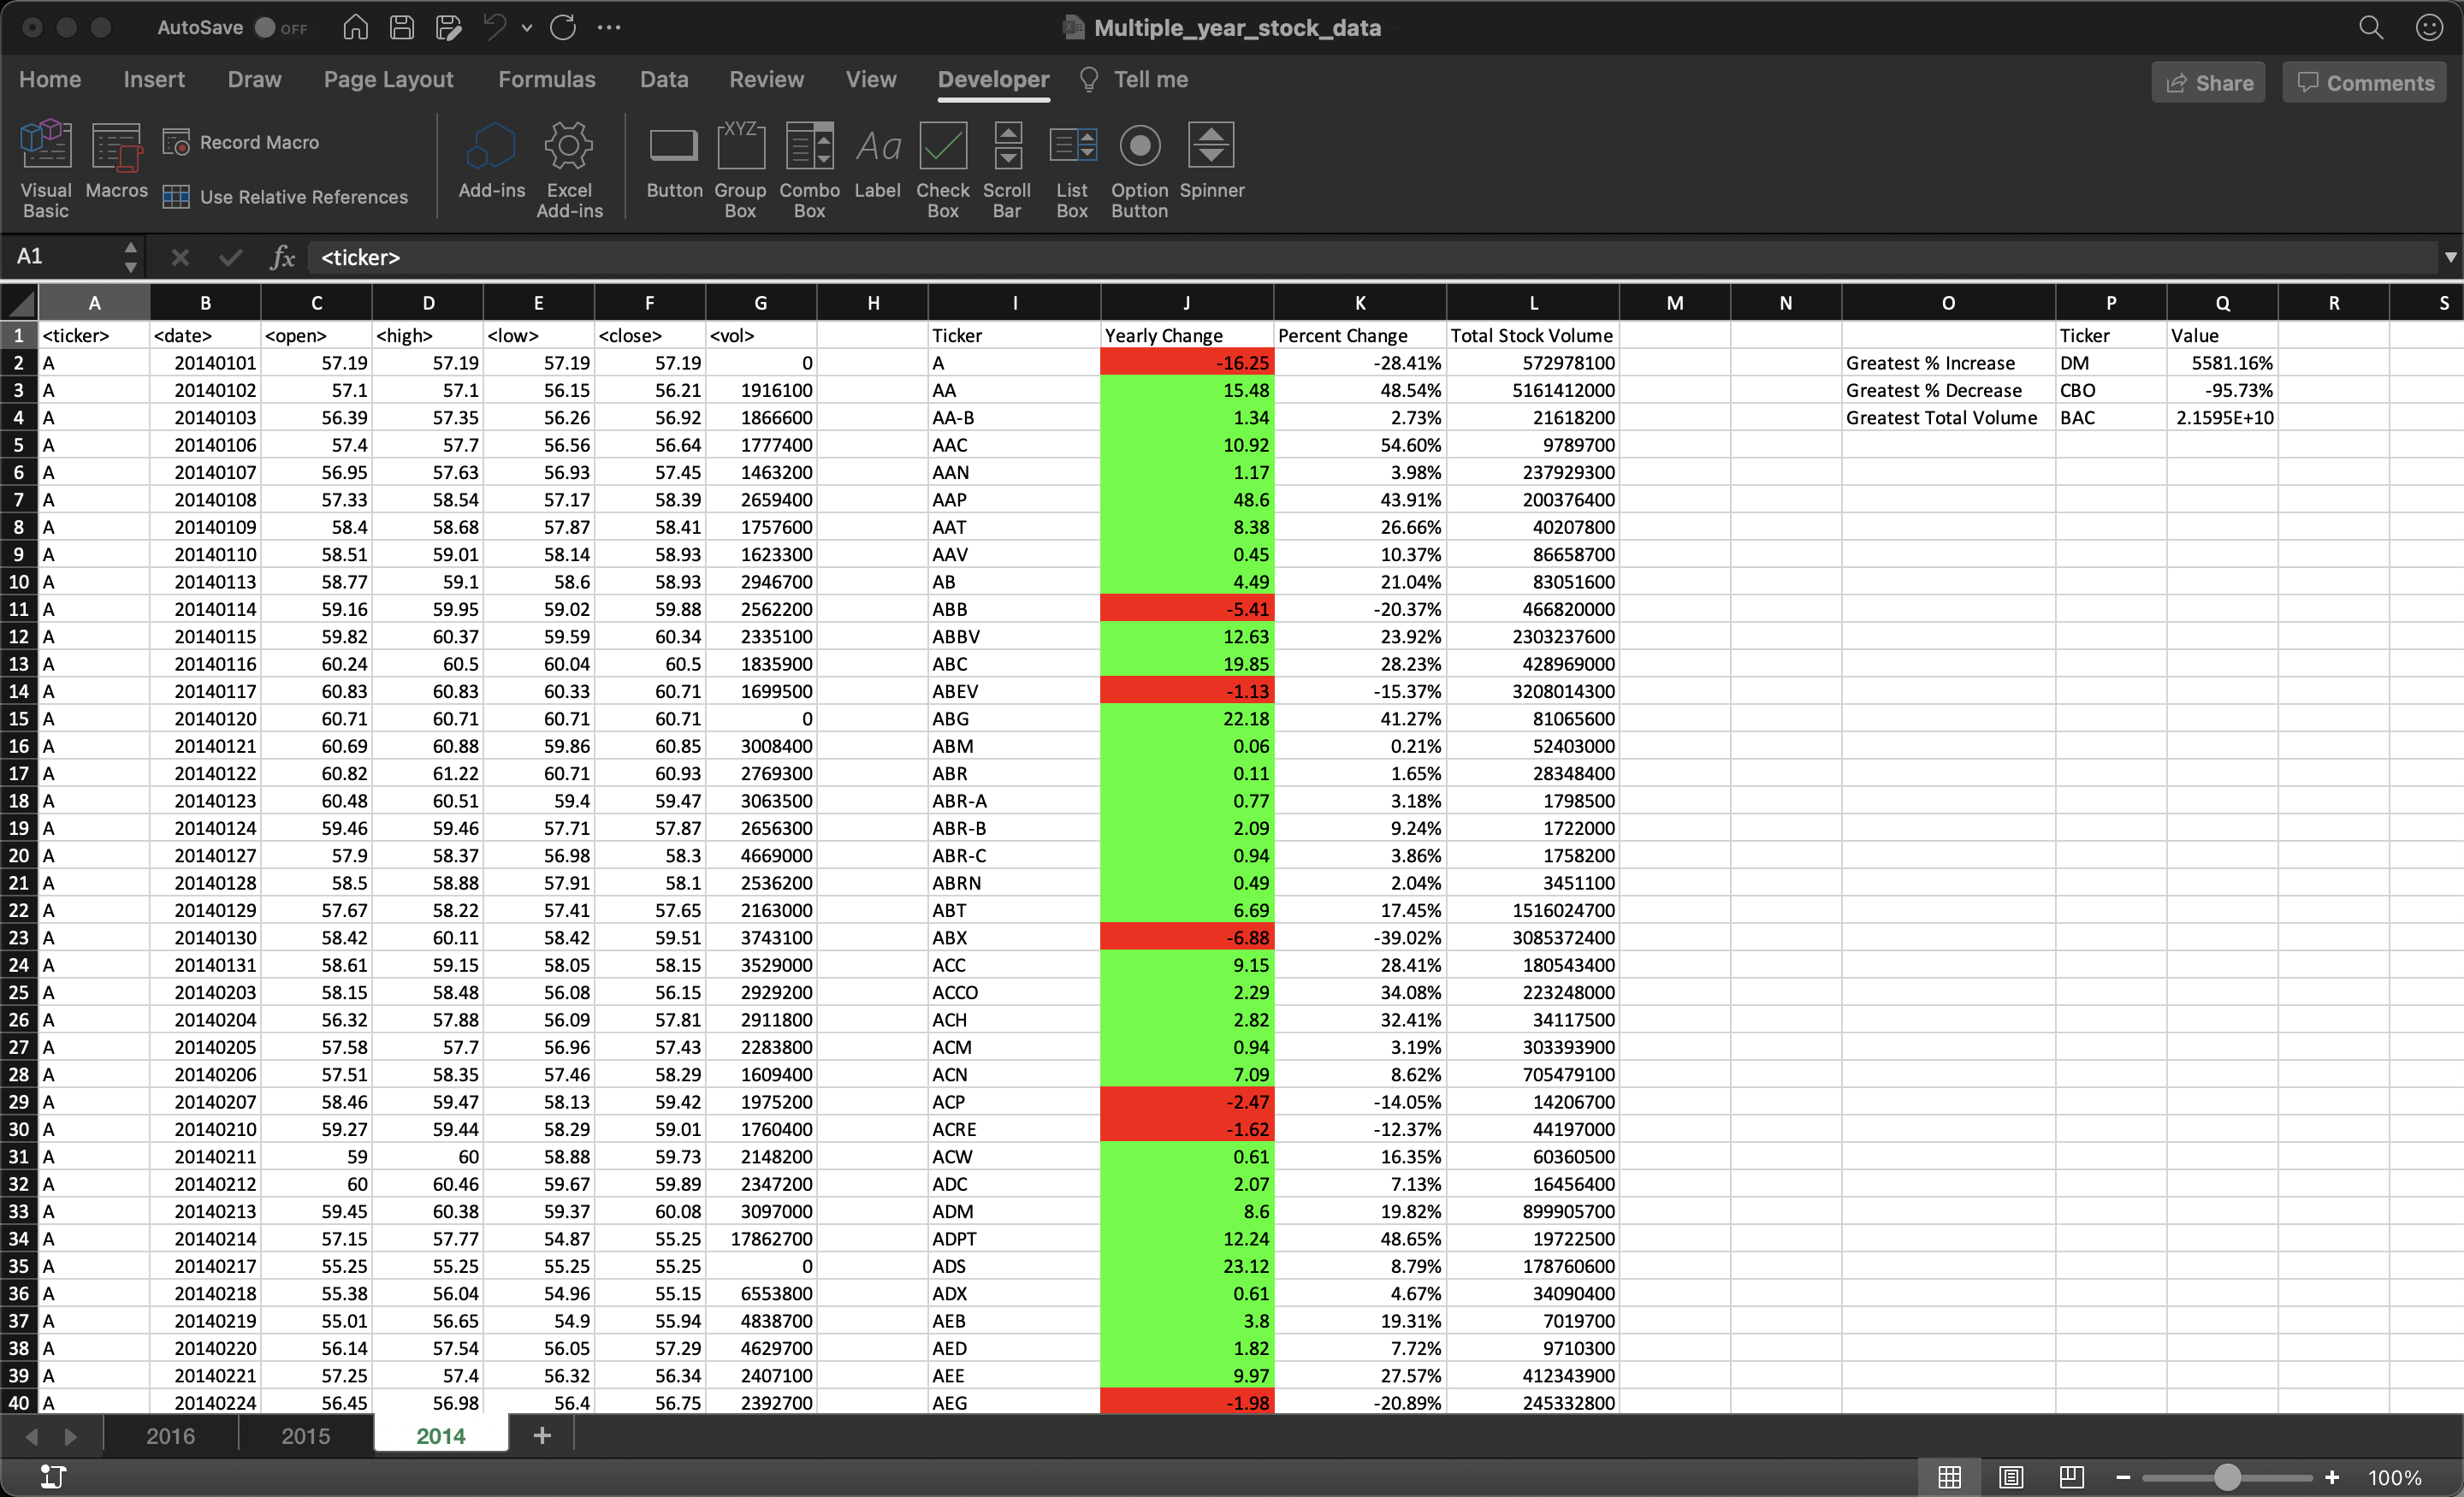 AutoSave OFF
Multiple_year_stock_data
Home Insert Draw Page Layout Formulas Data Review View Developer Tell me
Share Comments
Visual Basic Macros Record Macro Use Relative References Add-ins Excel Add-ins Button XYZ Group Box Combo Box Aa Label Check Box Scroll Bar List Box Option Button Spinner
A1 fx <ticker>
A B C D E F G H I J K L M N O P Q R S
1 <ticker> <date> <open> <high> <low> <close> <vol> Ticker Yearly Change Percent Change Total Stock Volume Ticker Value
2 A 20140101 57.19 57.19 57.19 57.19 0 A -16.25 -28.41% 572978100 Greatest % Increase DM 5581.16%
3 A 20140102 57.1 57.1 56.15 56.21 1916100 AA 15.48 48.54% 5161412000 Greatest % Decrease CBO -95.73%
4 A 20140103 56.39 57.35 56.26 56.92 1866600 AA-B 1.34 2.73% 21618200 Greatest Total Volume BAC 2.1595E+10
5 A 20140106 57.4 57.7 56.56 56.64 1777400 AAC 10.92 54.60% 9789700
6 A 20140107 56.95 57.63 56.93 57.45 1463200 AAN 1.17 3.98% 237929300
7 A 20140108 57.33 58.54 57.17 58.39 2659400 AAP 48.6 43.91% 200376400
8 A 20140109 58.4 58.68 57.87 58.41 1757600 AAT 8.38 26.66% 40207800
9 A 20140110 58.51 59.01 58.14 58.93 1623300 AAV 0.45 10.37% 86658700
10 A 20140113 58.77 59.1 58.6 58.93 2946700 AB 4.49 21.04% 83051600
11 A 20140114 59.16 59.95 59.02 59.88 2562200 ABB -5.41 -20.37% 466820000
12 A 20140115 59.82 60.37 59.59 60.34 2335100 ABBV 12.63 23.92% 2303237600
13 A 20140116 60.24 60.5 60.04 60.5 1835900 ABC 19.85 28.23% 428969000
14 A 20140117 60.83 60.83 60.33 60.71 1699500 ABEV -1.13 -15.37% 3208014300
15 A 20140120 60.71 60.71 60.71 60.71 0 ABG 22.18 41.27% 81065600
16 A 20140121 60.69 60.88 59.86 60.85 3008400 ABM 0.06 0.21% 52403000
17 A 20140122 60.82 61.22 60.71 60.93 2769300 ABR 0.11 1.65% 28348400
18 A 20140123 60.48 60.51 59.4 59.47 3063500 ABR-A 0.77 3.18% 1798500
19 A 20140124 59.46 59.46 57.71 57.87 2656300 ABR-B 2.09 9.24% 1722000
20 A 20140127 57.9 58.37 56.98 58.3 4669000 ABR-C 0.94 3.86% 1758200
21 A 20140128 58.5 58.88 57.91 58.1 2536200 ABRN 0.49 2.04% 3451100
22 A 20140129 57.67 58.22 57.41 57.65 2163000 ABT 6.69 17.45% 1516024700
23 A 20140130 58.42 60.11 58.42 59.51 3743100 ABX -6.88 -39.02% 3085372400
24 A 20140131 58.61 59.15 58.05 58.15 3529000 ACC 9.15 28.41% 180543400
25 A 20140203 58.15 58.48 56.08 56.15 2929200 ACCO 2.29 34.08% 223248000
26 A 20140204 56.32 57.88 56.09 57.81 2911800 ACH 2.82 32.41% 34117500
27 A 20140205 57.58 57.7 56.96 57.43 2283800 ACM 0.94 3.19% 303393900
28 A 20140206 57.51 58.35 57.46 58.29 1609400 ACN 7.09 8.62% 705479100
29 A 20140207 58.46 59.47 58.13 59.42 1975200 ACP -2.47 -14.05% 14206700
30 A 20140210 59.27 59.44 58.29 59.01 1760400 ACRE -1.62 -12.37% 44197000
31 A 20140211 59 60 58.88 59.73 2148200 ACW 0.61 16.35% 60360500
32 A 20140212 60 60.46 59.67 59.89 2347200 ADC 2.07 7.13% 16456400
33 A 20140213 59.45 60.38 59.37 60.08 3097000 ADM 8.6 19.82% 899905700
34 A 20140214 57.15 57.77 54.87 55.25 17862700 ADPT 12.24 48.65% 19722500
35 A 20140217 55.25 55.25 55.25 55.25 0 ADS 23.12 8.79% 178760600
36 A 20140218 55.38 56.04 54.96 55.15 6553800 ADX 0.61 4.67% 34090400
37 A 20140219 55.01 56.65 54.9 55.94 4838700 AEB 3.8 19.31% 7019700
38 A 20140220 56.14 57.54 56.05 57.29 4629700 AED 1.82 7.72% 9710300
39 A 20140221 57.25 57.4 56.32 56.34 2407100 AEE 9.97 27.57% 412343900
40 A 20140224 56.45 56.98 56.4 56.75 2392700 AEG -1.98 -20.89% 245332800
2016 2015 2014 +
100%